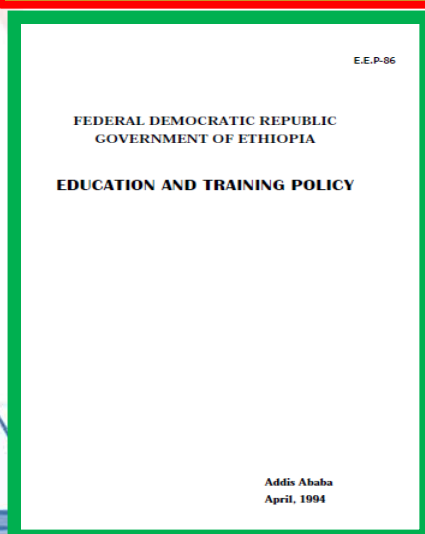 E.E.P-86
FEDERAL DEMOCRATIC REPUBLIC
GOVERNMENT OF ETHIOPIA
EDUCATION AND TRAINING POLICY
Addis Ababa
April, 1994